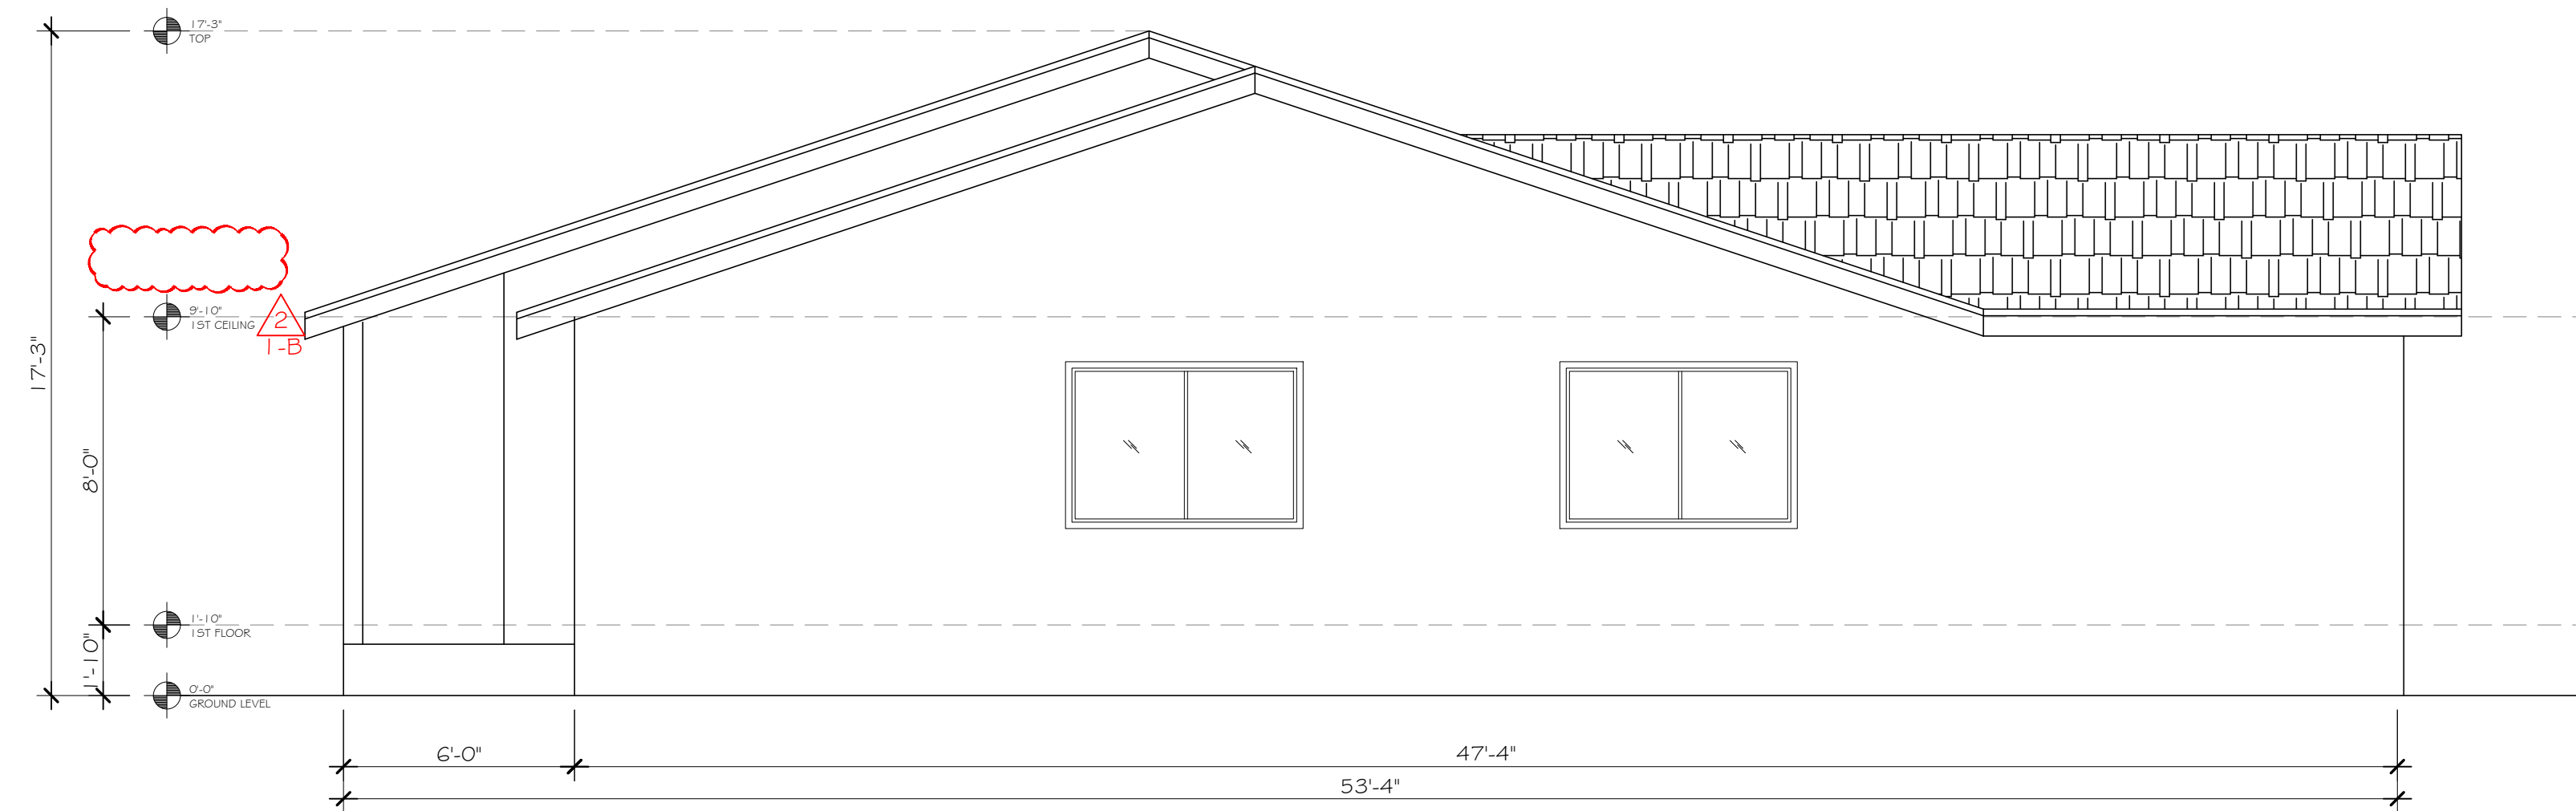 17'-3"
TOP
9'-10"
1ST CEILING
2
1-B
17'-3"
8'-0"
1'-10"
1ST FLOOR
1'-10"
0'-0"
GROUND LEVEL
6'-0"
47'-4"
53'-4"